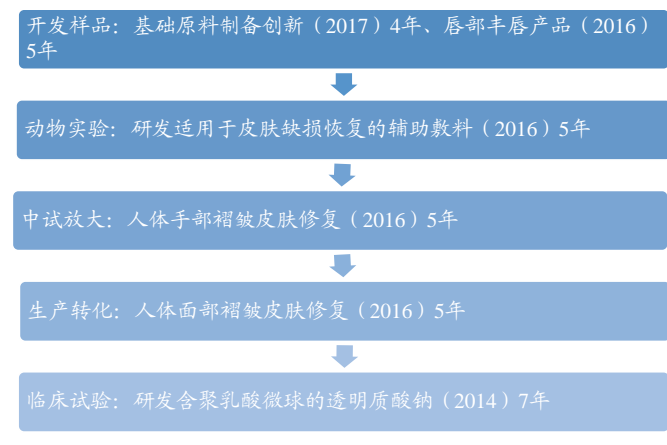 开发样品：基础原料制备创新（2017）4年、唇部丰唇产品（2016）
5年
动物实验：研发适用于皮肤缺损恢复的辅助敷料（2016）5年
中试放大：人体手部褶皱皮肤修复（2016）5年
生产转化：人体面部褶皱皮肤修复（2016）5年
临床试验：研发含聚乳酸微球的透明质酸钠（2014）7年